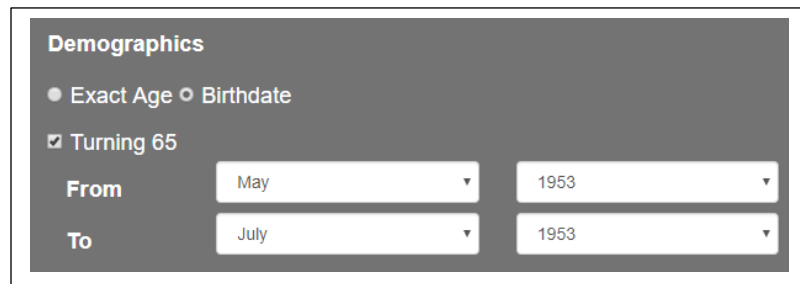 Demographics
Exact Age Birthdate
Turning 65
From May 1953
To July 1953